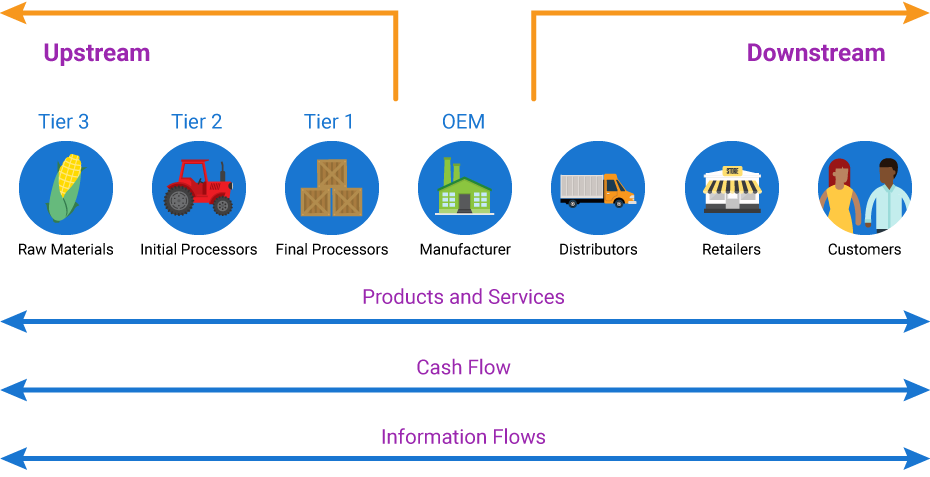 Upstream
Downstream
Tier 3
Tier 2
Tier 1
OEM
STORE
Raw Materials
Initial Processors
Final Processors
Manufacturer
Distributors
Retailers
Customers
Products and Services
Cash Flow
Information Flows